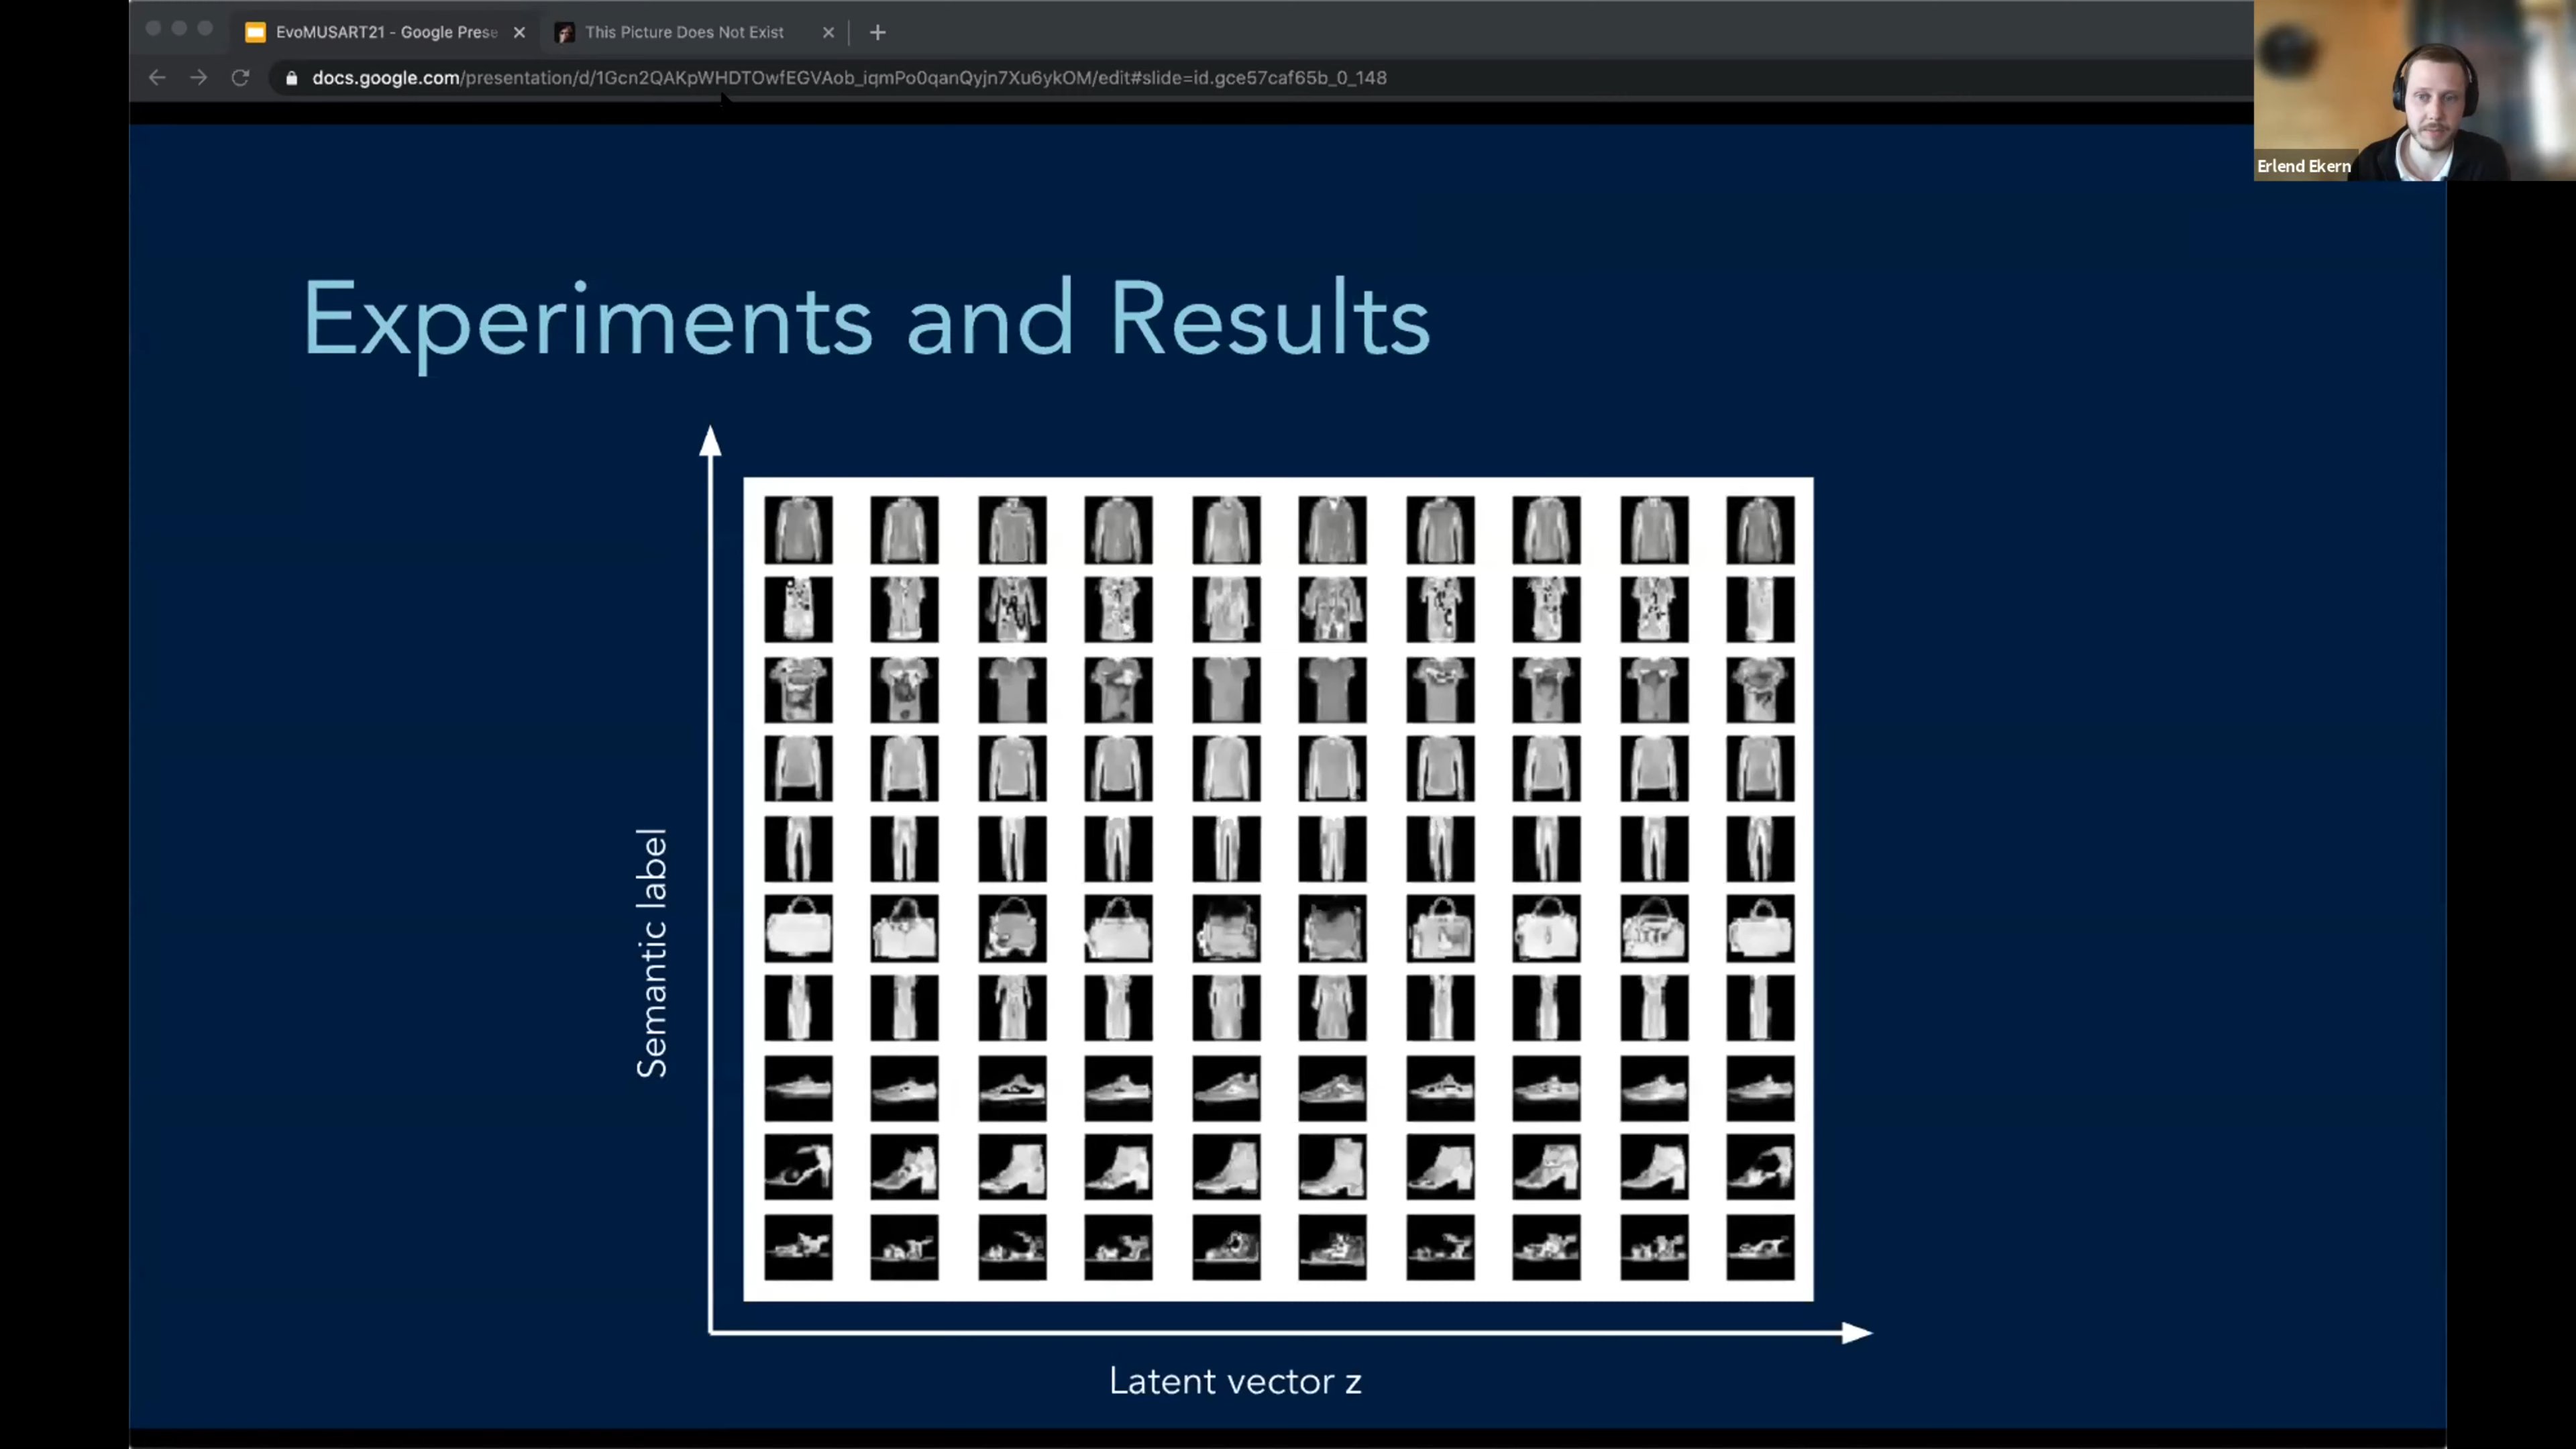 EvoMUSART21 - Google Prese
This Picture Does Not Exist
docs.google.com/presentation/d/1Gcn2QAKpWHDTOwfEGVAob_iqmPo0qanQyjn7Xu6ykOM/edit#slide=id.gce57caf65b_0_148
Erlend Ekern
Experiments and Results
Semantic label
Latent vector z